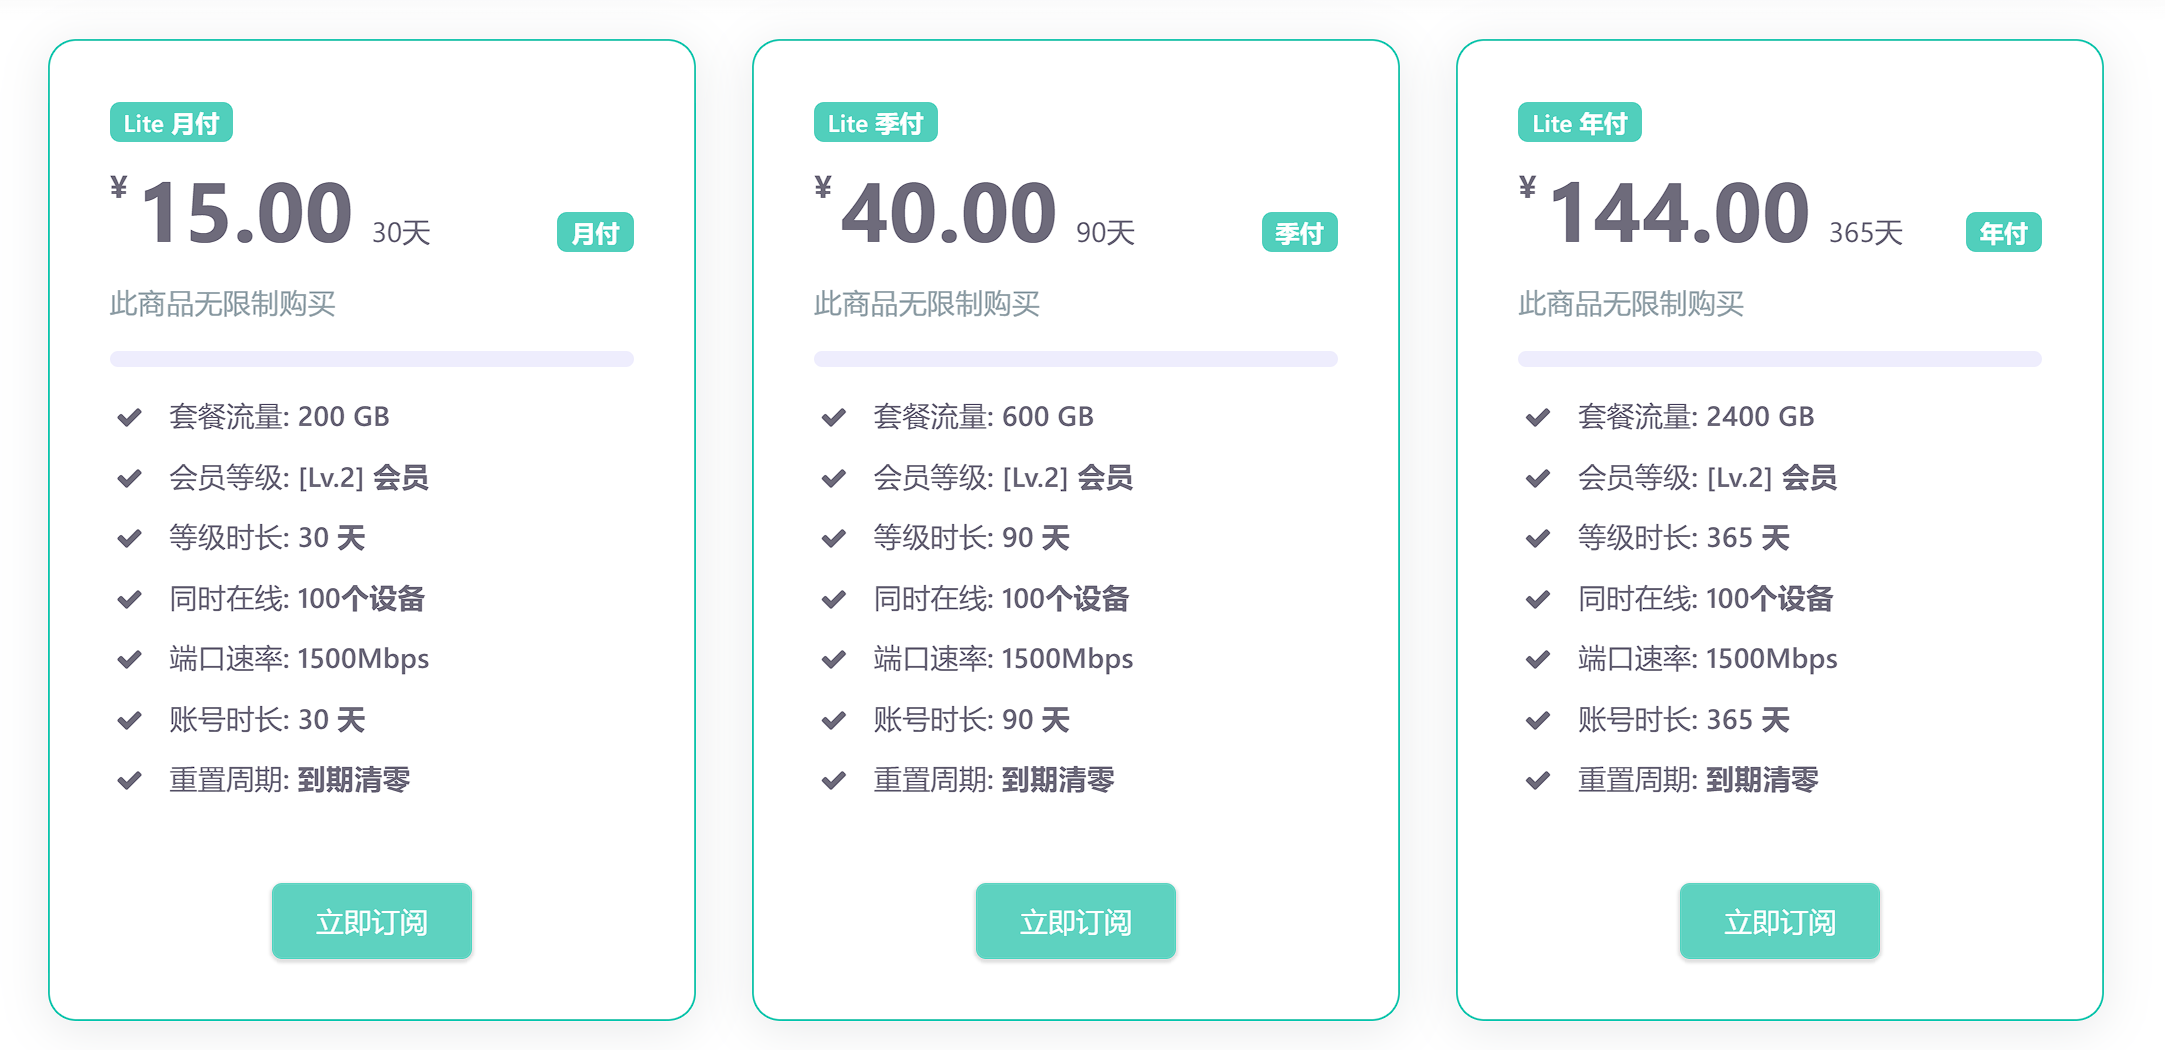 Lite 月付
¥ 15.00 30天
月付
此商品无限制购买
套餐流量: 200 GB
会员等级: [Lv.2] 会员
等级时长: 30 天
同时在线: 100个设备
端口速率: 1500Mbps
账号时长: 30 天
重置周期: 到期清零
立即订阅
Lite 季付
¥ 40.00 90天
季付
此商品无限制购买
套餐流量: 600 GB
会员等级: [Lv.2] 会员
等级时长: 90 天
同时在线: 100个设备
端口速率: 1500Mbps
账号时长: 90 天
重置周期: 到期清零
立即订阅
Lite 年付
¥ 144.00 365天
年付
此商品无限制购买
套餐流量: 2400 GB
会员等级: [Lv.2] 会员
等级时长: 365 天
同时在线: 100个设备
端口速率: 1500Mbps
账号时长: 365 天
重置周期: 到期清零
立即订阅